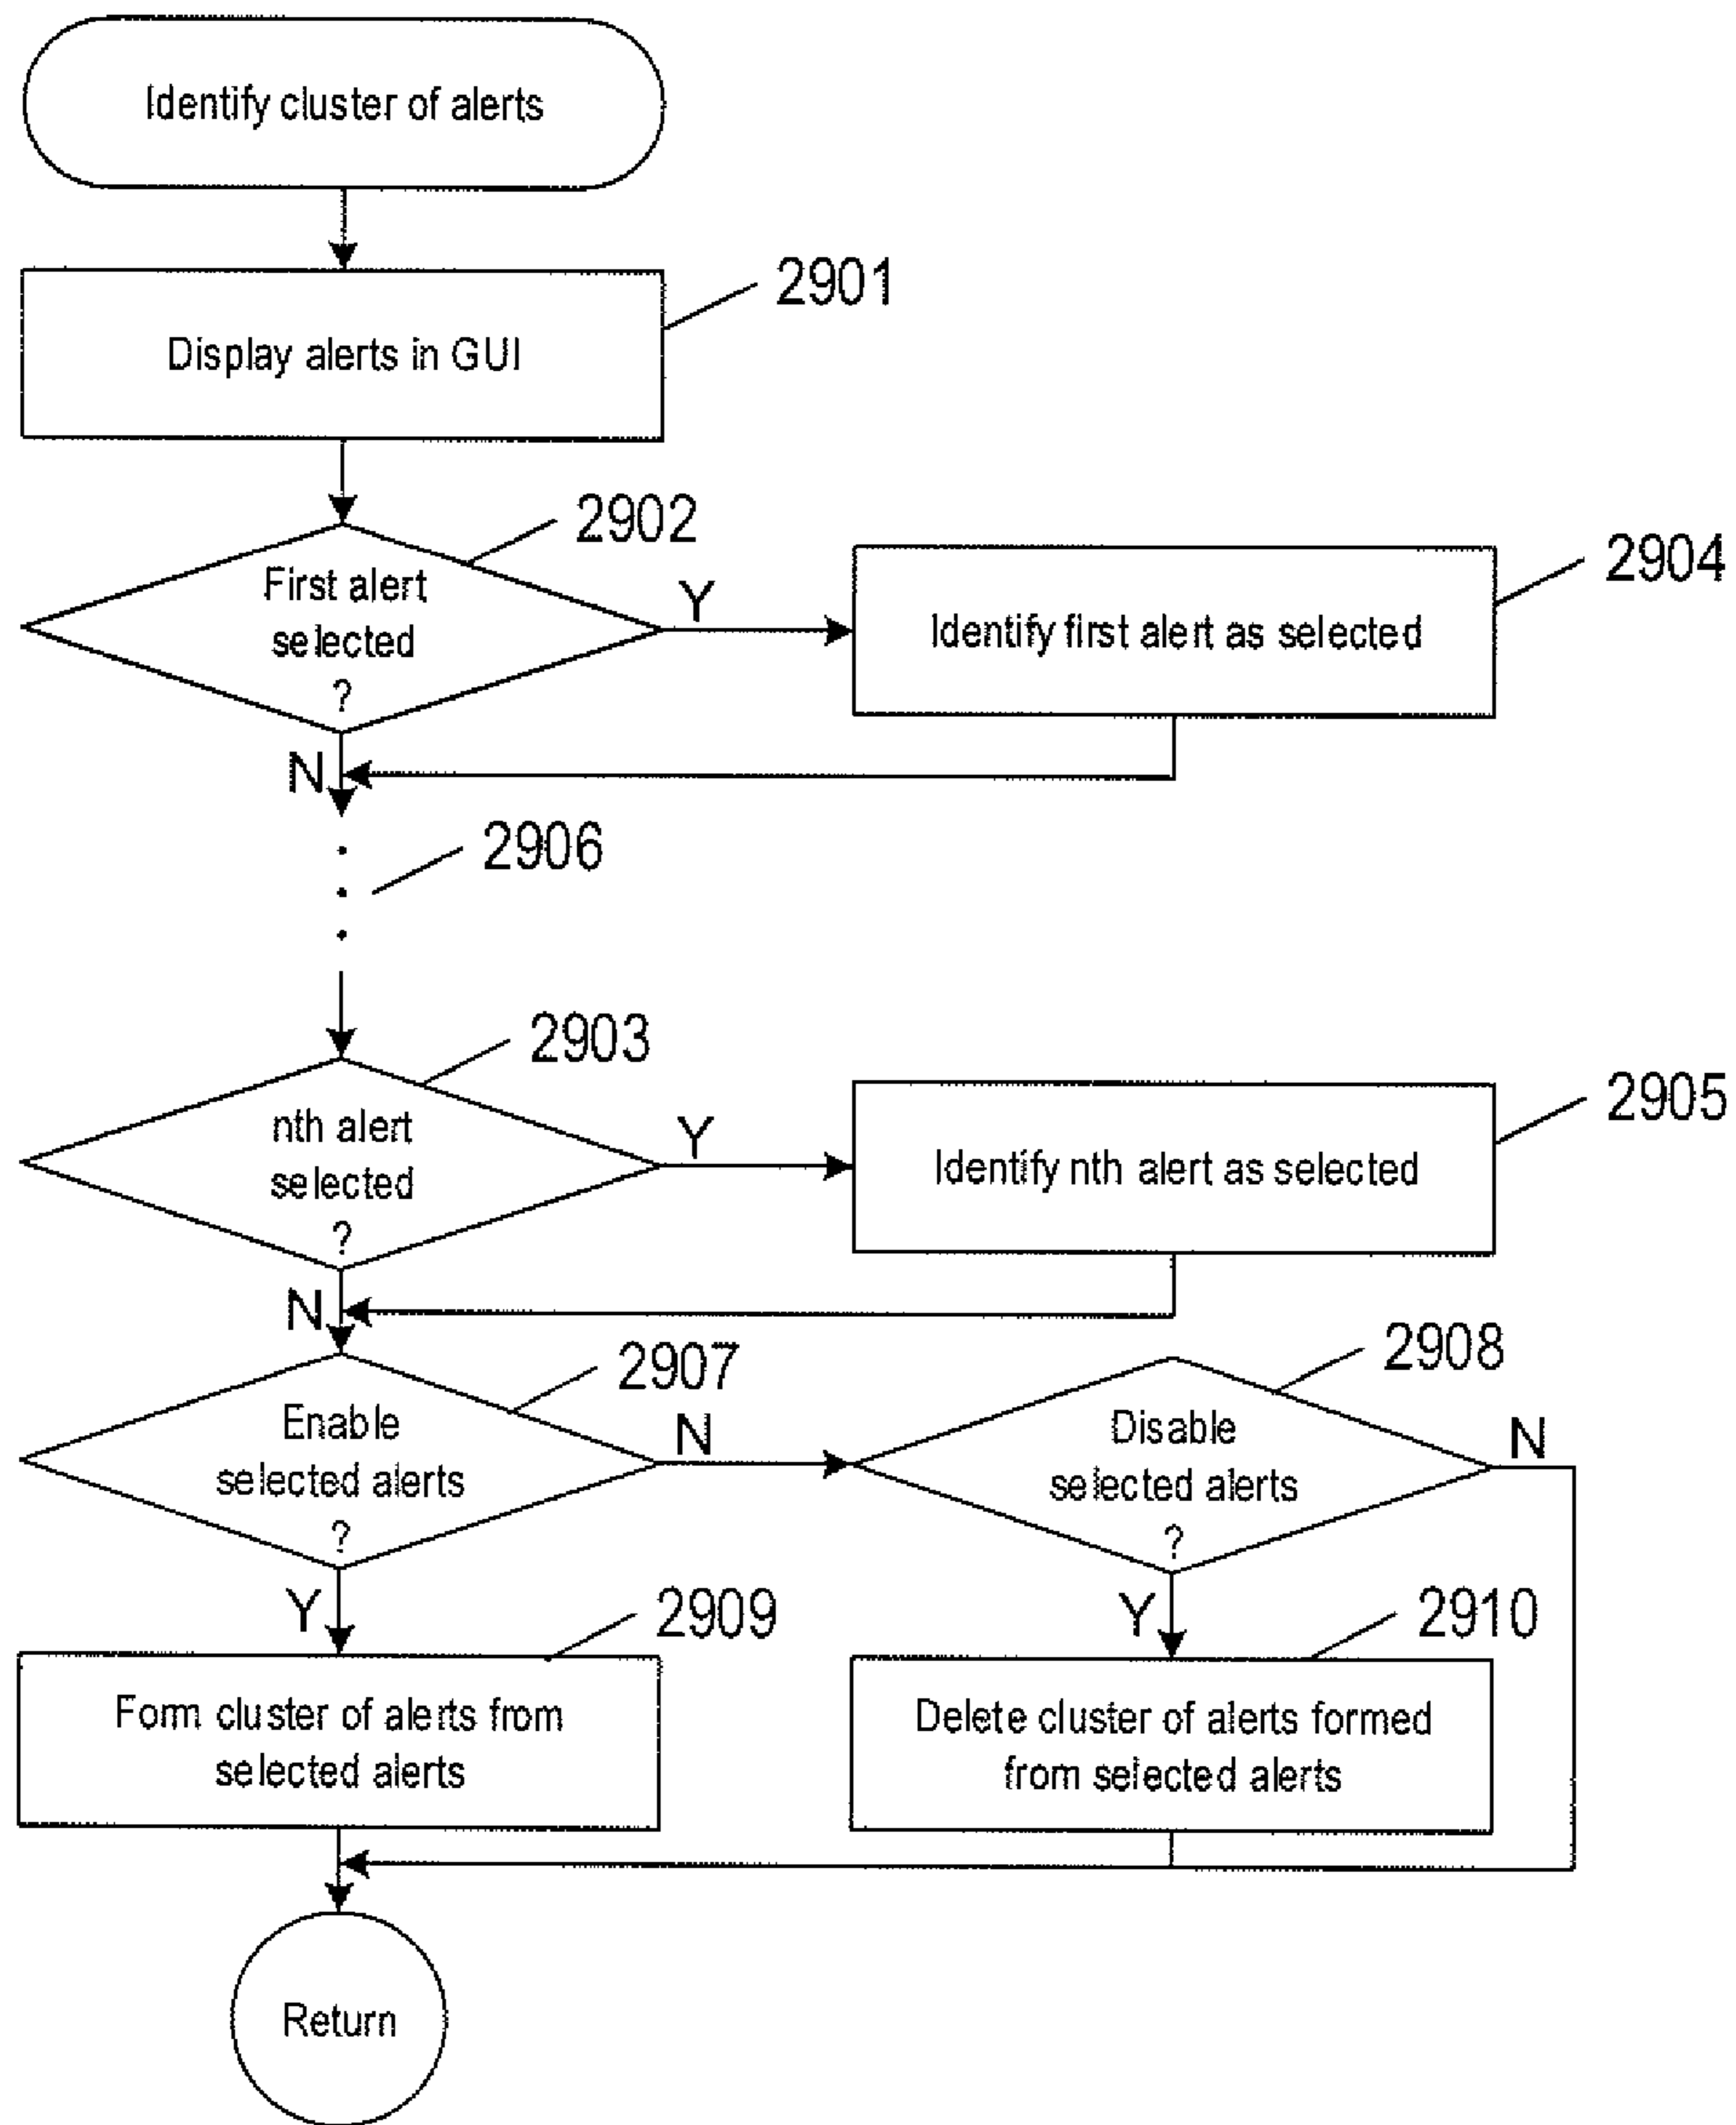 Identify cluster of alerts
2901
Display alerts in GUI
2902
First alert
selected
?
Y
2904
Identify first alert as selected
N
2906
2903
nth alert
selected
?
Y
2905
Identify nth alert as selected
N
2907
Enable
selected alerts
?
N
2908
Disable
selected alerts
?
N
Y
2909
Form cluster of alerts from
selected alerts
Y
2910
Delete cluster of alerts formed
from selected alerts
Return